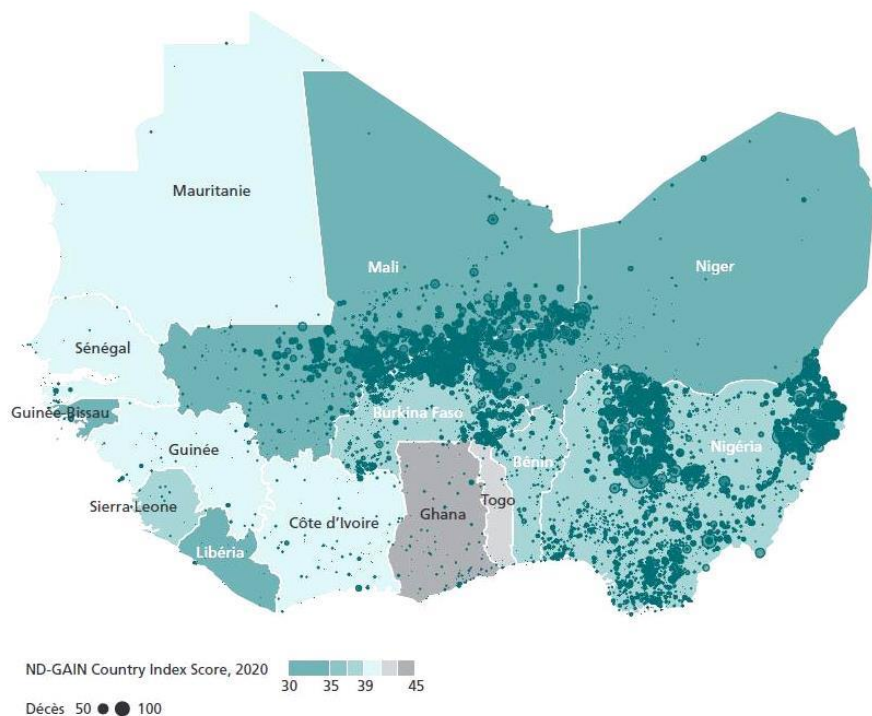 Mauritanie
Mali
Niger
Sénégal
Guinée-Bissau
Burkina Faso
Guinée
Nigéria
Bénin
Sierra Leone
Togo
Côte d'Ivoire
Ghana
Libéria
ND-GAIN Country Index Score, 2020
30 35 39 45
Décès 50 100